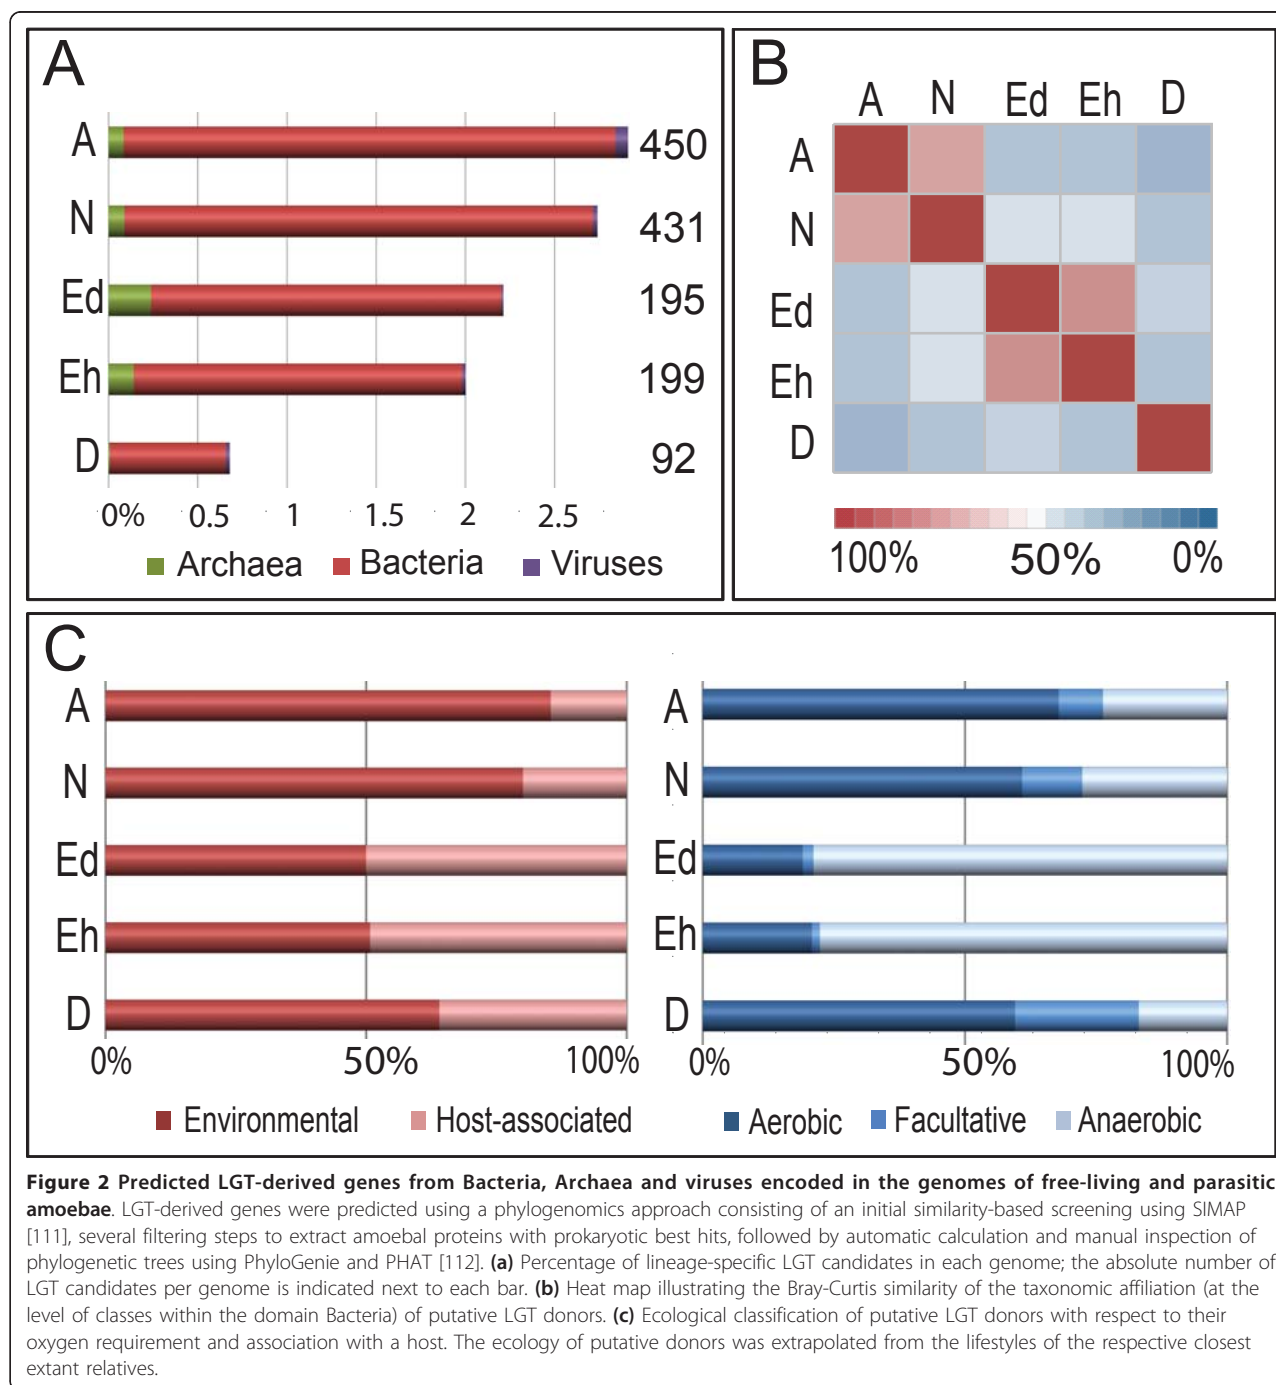 A
A 450
N 431
Ed 195
Eh 199
D 92
0% 0.5 1 1.5 2 2.5
Archaea Bacteria Viruses
B
A N Ed Eh D
A
N
Ed
Eh
D
100% 50% 0%
C
A
N
Ed
Eh
D
0% 50% 100%
Environmental Host-associated
A
N
Ed
Eh
D
0% 50% 100%
Aerobic Facultative Anaerobic
Figure 2 Predicted LGT-derived genes from Bacteria, Archaea and viruses encoded in the genomes of free-living and parasitic
amoebae. LGT-derived genes were predicted using a phylogenomics approach consisting of an initial similarity-based screening using SIMAP
[111], several filtering steps to extract amoebal proteins with prokaryotic best hits, followed by automatic calculation and manual inspection of
phylogenetic trees using PhyloGenie and PHAT [112]. (a) Percentage of lineage-specific LGT candidates in each genome; the absolute number of
LGT candidates per genome is indicated next to each bar. (b) Heat map illustrating the Bray-Curtis similarity of the taxonomic affiliation (at the
level of classes within the domain Bacteria) of putative LGT donors. (c) Ecological classification of putative LGT donors with respect to their
oxygen requirement and association with a host. The ecology of putative donors was extrapolated from the lifestyles of the respective closest
extant relatives.